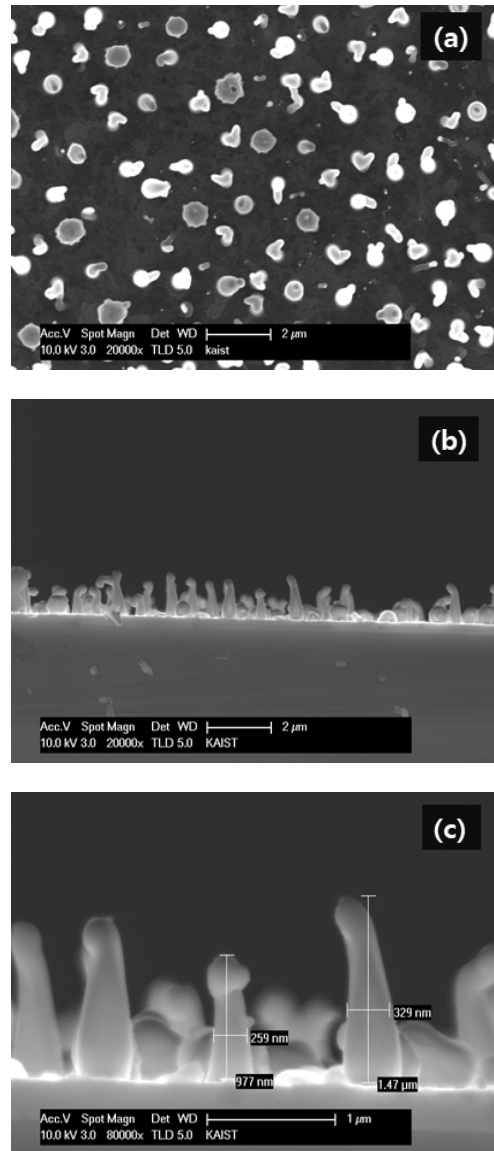 (a)
Acc.V Spot Magn Det WD 2 μm
10.0 kV 3.0 20000x TLD 5.0 kaist
(b)
Acc.V Spot Magn Det WD 2 μm
10.0 kV 3.0 20000x TLD 5.0 KAIST
(c)
329 nm
259 nm
977 nm
1.47 μm
Acc.V Spot Magn Det WD 1 μm
10.0 kV 3.0 80000x TLD 5.0 KAIST